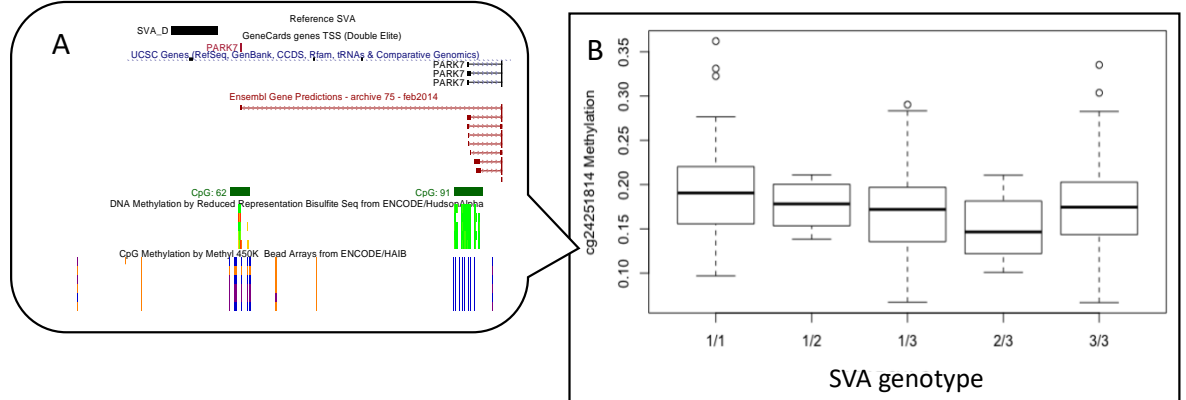 A
Reference SVA
SVA_D
GeneCards genes TSS (Double Elite)
PARK7
UCSC Genes (RefSeq, GenBank, CCDS, Rfam, tRNAs & Comparative Genomics)
PARK7
PARK7
PARK7
Ensembl Gene Predictions - archive 75 - feb2014
CpG: 62
CpG: 91
DNA Methylation by Reduced Representation Bisulfite Seq from ENCODE/HudsonAlpha
CpG Methylation by Methyl 450K Bead Arrays from ENCODE/HAIB
B
cg24251814 Methylation
0.35
0.30
0.25
0.20
0.15
0.10
1/1 1/2 1/3 2/3 3/3
SVA genotype